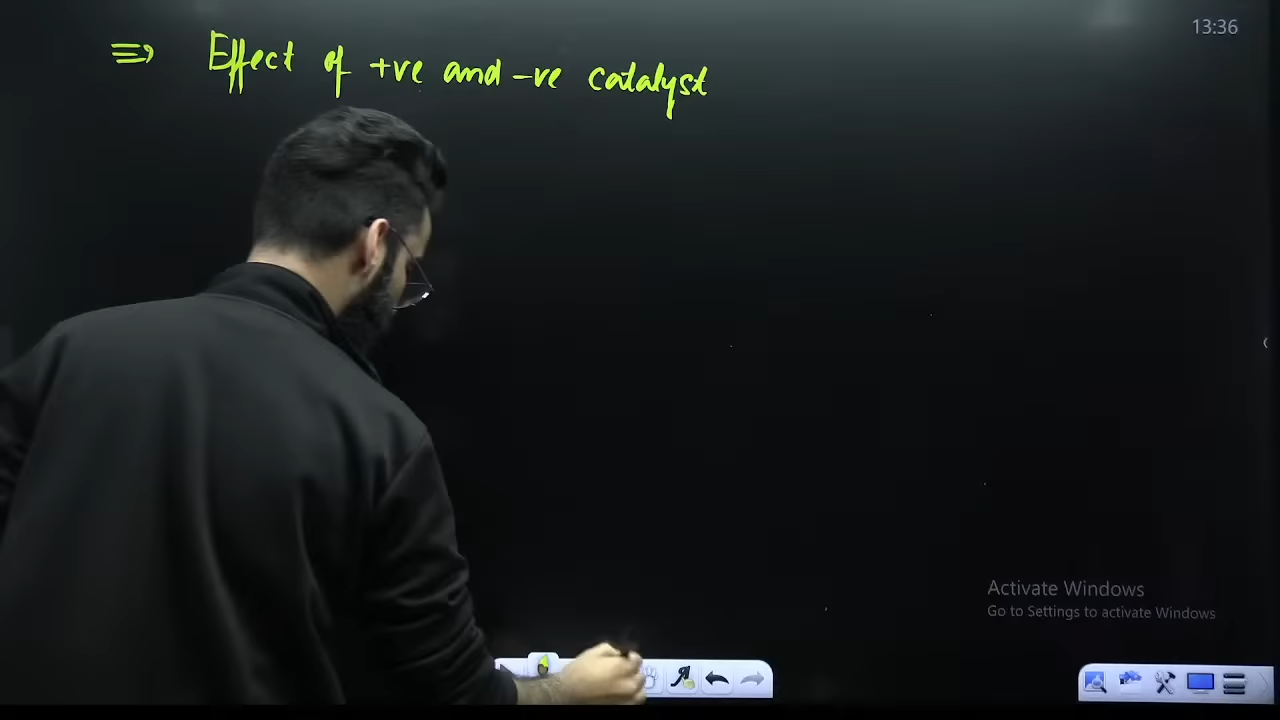 13:36
⇒ Effect of +ve and -ve catalyst
Activate Windows
Go to Settings to activate Windows